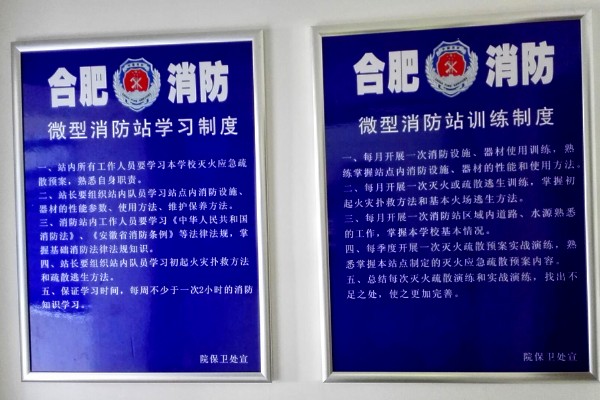 合肥 消防
微型消防站学习制度
一、站内所有工作人员要学习本学校灭火应急疏
散预案，熟悉自身职责。
二、站长要组织站内队员学习站点内消防设施、
器材的性能参数、使用方法、维护保养方法。
三、消防站内工作人员要学习《中华人民共和国
消防法》、《安徽省消防条例》等法律法规，掌
握基础消防法律法规知识。
四、站长要组织站内队员学习初起火灾扑救方法
和疏散逃生方法。
五、保证学习时间，每周不少于一次2小时的消防
知识学习。
院保卫处宣
合肥 消防
微型消防站训练制度
一、每月开展一次消防设施、器材使用训练，熟
练掌握站点内消防设施、器材的性能和使用方法。
二、每月开展一次灭火或疏散逃生训练，掌握初
起火灾扑救方法和基本火场逃生方法。
三、每月开展一次消防站区域内道路、水源熟悉
的工作，掌握本学校基本情况。
四、每季度开展一次灭火疏散预案实战演练，熟
悉掌握本站点制定的灭火应急疏散预案内容。
五、总结每次灭火疏散演练和实战演练，找出不
足之处，使之更加完善。
院保卫处宣